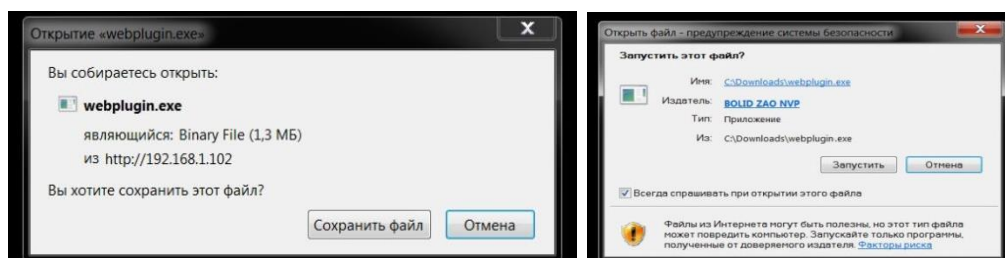 Открытие «webplugin.exe»
Вы собираетесь открыть:
webplugin.exe
являющийся: Binary File (1,3 МБ)
из http://192.168.1.102
Вы хотите сохранить этот файл?
Сохранить файл
Отмена
Открыть файл - предупреждение системы безопасности
Запустить этот файл?
Имя: C:\Downloads\webplugin.exe
Издатель: BOLID ZAO NVP
Тип: Приложение
Из: C:\Downloads\webplugin.exe
Запустить
Отмена
Всегда спрашивать при открытии этого файла
Файлы из Интернета могут быть полезны, но этот тип файла
может повредить компьютер. Запускайте только программы,
полученные от доверяемого издателя. Факторы риска